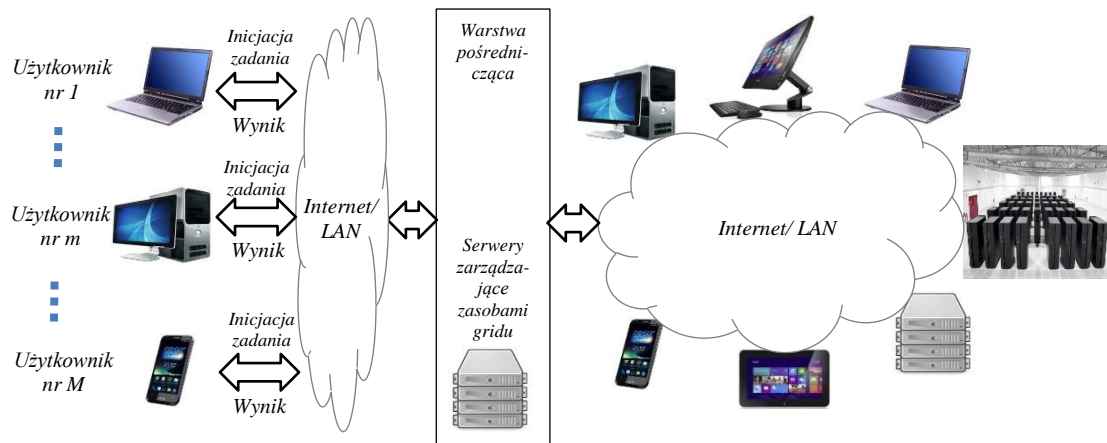 Użytkownik
nr 1
Inicjacja
zadania
Wynik
Użytkownik
nr m
Inicjacja
zadania
Wynik
Użytkownik
nr M
Inicjacja
zadania
Wynik
Internet/
LAN
Warstwa
pośredni-
cząca
Serwery
zarządza-
jące
zasobami
gridu
Internet/ LAN